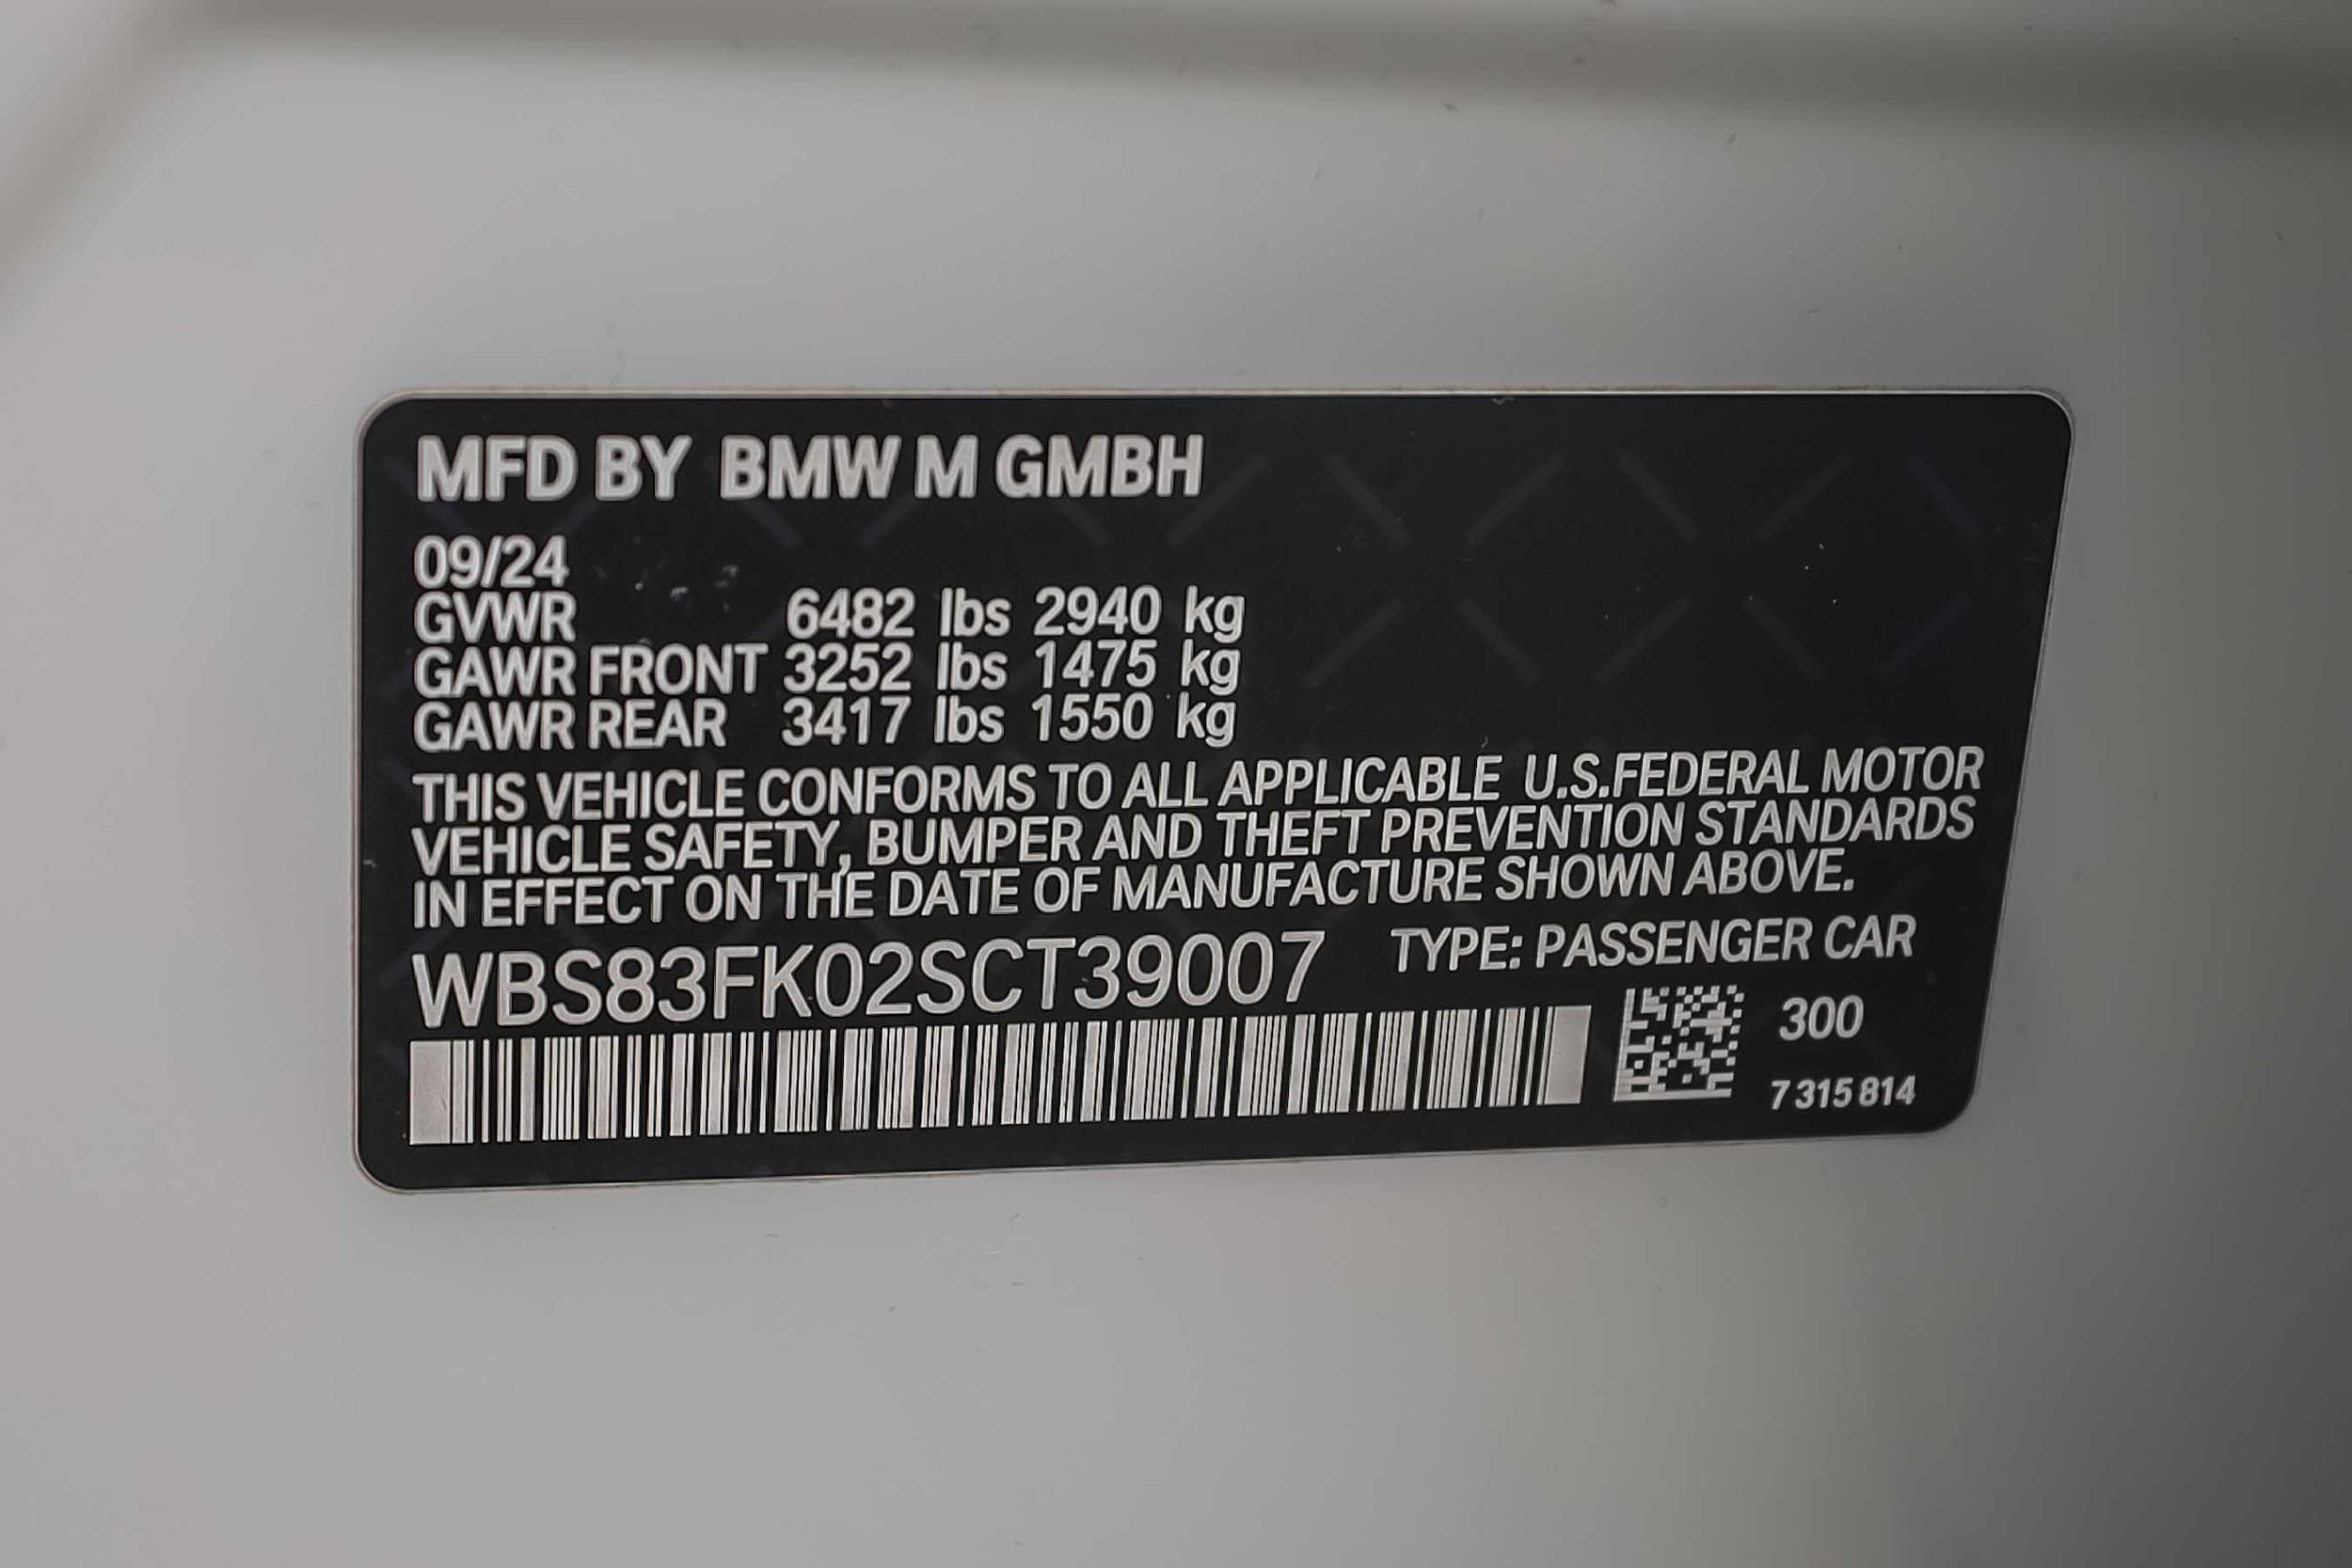 MFD BY BMW M GMBH
09/24
GVWR 6482 lbs 2940 kg
GAWR FRONT 3252 lbs 1475 kg
GAWR REAR 3417 lbs 1550 kg
THIS VEHICLE CONFORMS TO ALL APPLICABLE U.S.FEDERAL MOTOR
VEHICLE SAFETY, BUMPER AND THEFT PREVENTION STANDARDS
IN EFFECT ON THE DATE OF MANUFACTURE SHOWN ABOVE.
WBS83FK02SCT39007 TYPE: PASSENGER CAR
300
7 315 814